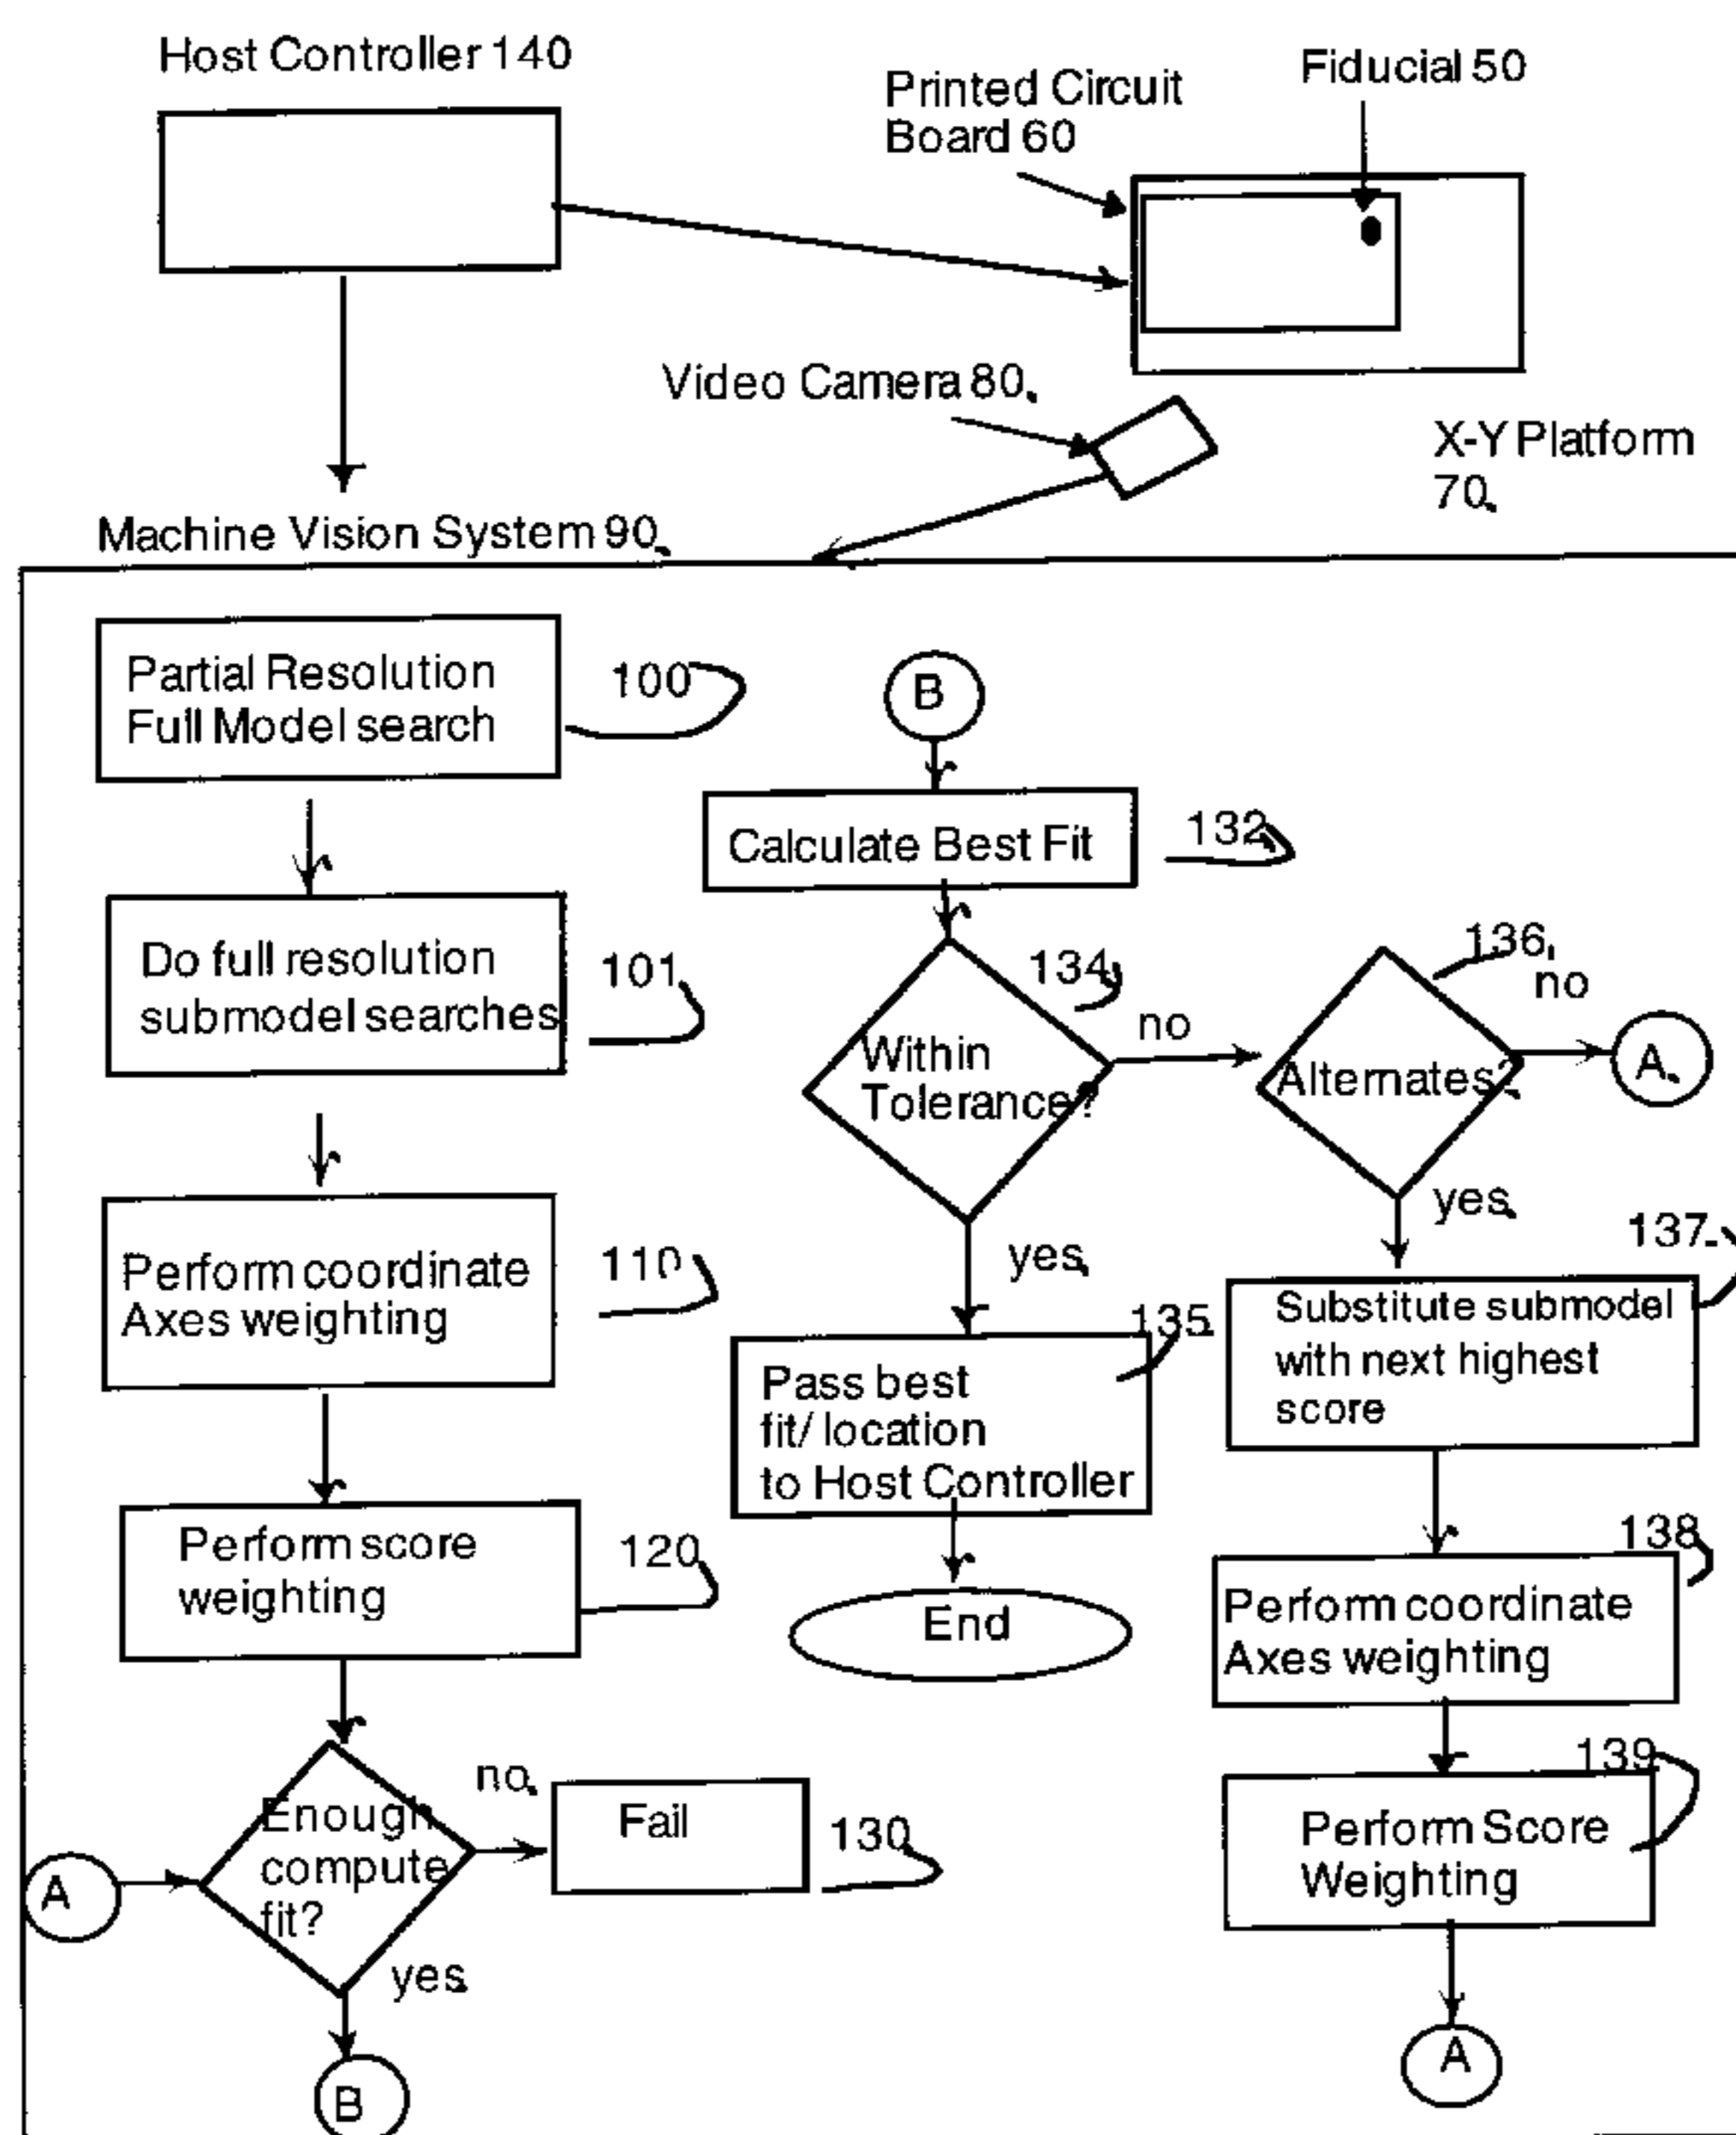 Host Controller 140
Printed Circuit
Board 60
Fiducial 50
Video Camera 80
X-Y Platform
70
Machine Vision System 90
Partial Resolution
Full Model search
100
Do full resolution
submodel searches
101
Perform coordinate
Axes weighting
110
Perform score
weighting
120
Enough
compute
fit?
A
no
Fail
130
yes
B
B
Calculate Best Fit
132
Within
Tolerance?
134
no
yes
Pass best
fit/ location
to Host Controller
135
End
Alternates?
136
no
A
yes
Substitute submodel
with next highest
score
137
Perform coordinate
Axes weighting
138
Perform Score
Weighting
139
A